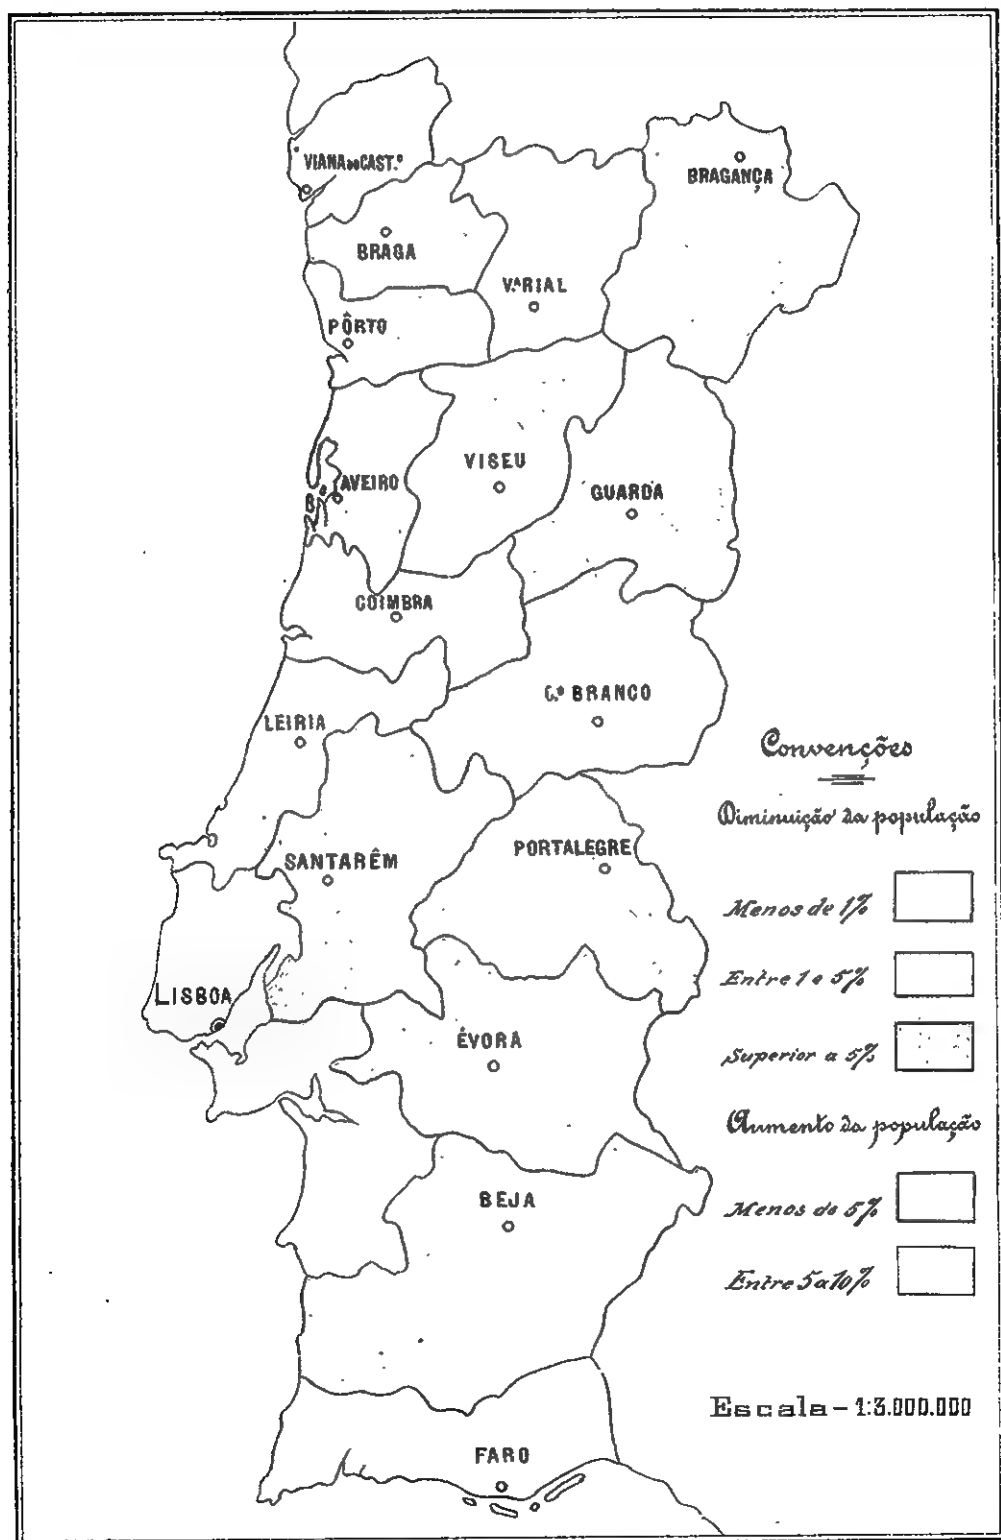 VIANA DO CAST.º
BRAGANÇA
BRAGA
V.ª RIAL
PÔRTO
VISEU
AVEIRO
GUARDA
COIMBRA
C.º BRANCO
LEIRIA
Convenções
Diminuição da população
SANTARÊM
PORTALEGRE
Menos de 1%
Entre 1 e 5%
LISBOA
ÉVORA
Superior a 5%
Aumento da população
BEJA
Menos de 5%
Entre 5 a 10%
Escala - 1:3.000.000
FARO